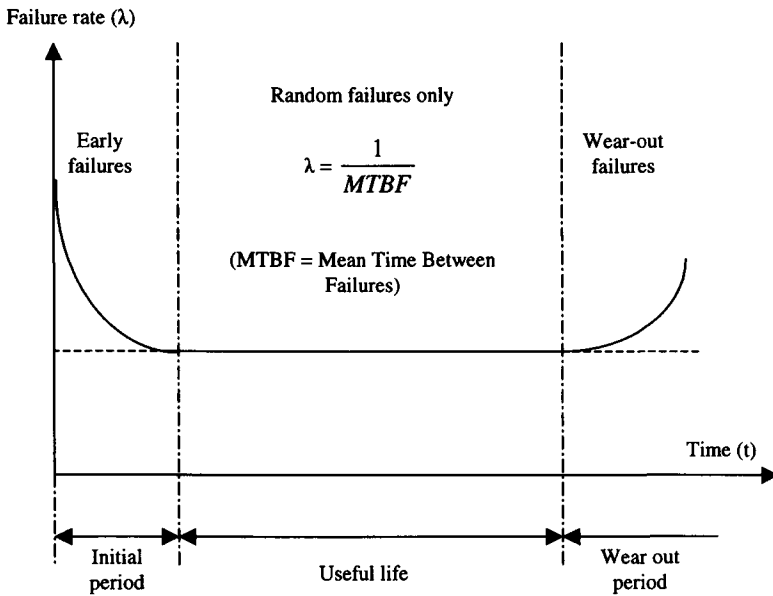 Failure rate (λ)
Random failures only
Early
failures
λ = 1
MTBF
Wear-out
failures
(MTBF = Mean Time Between
Failures)
Time (t)
Initial
period
Useful life
Wear out
period